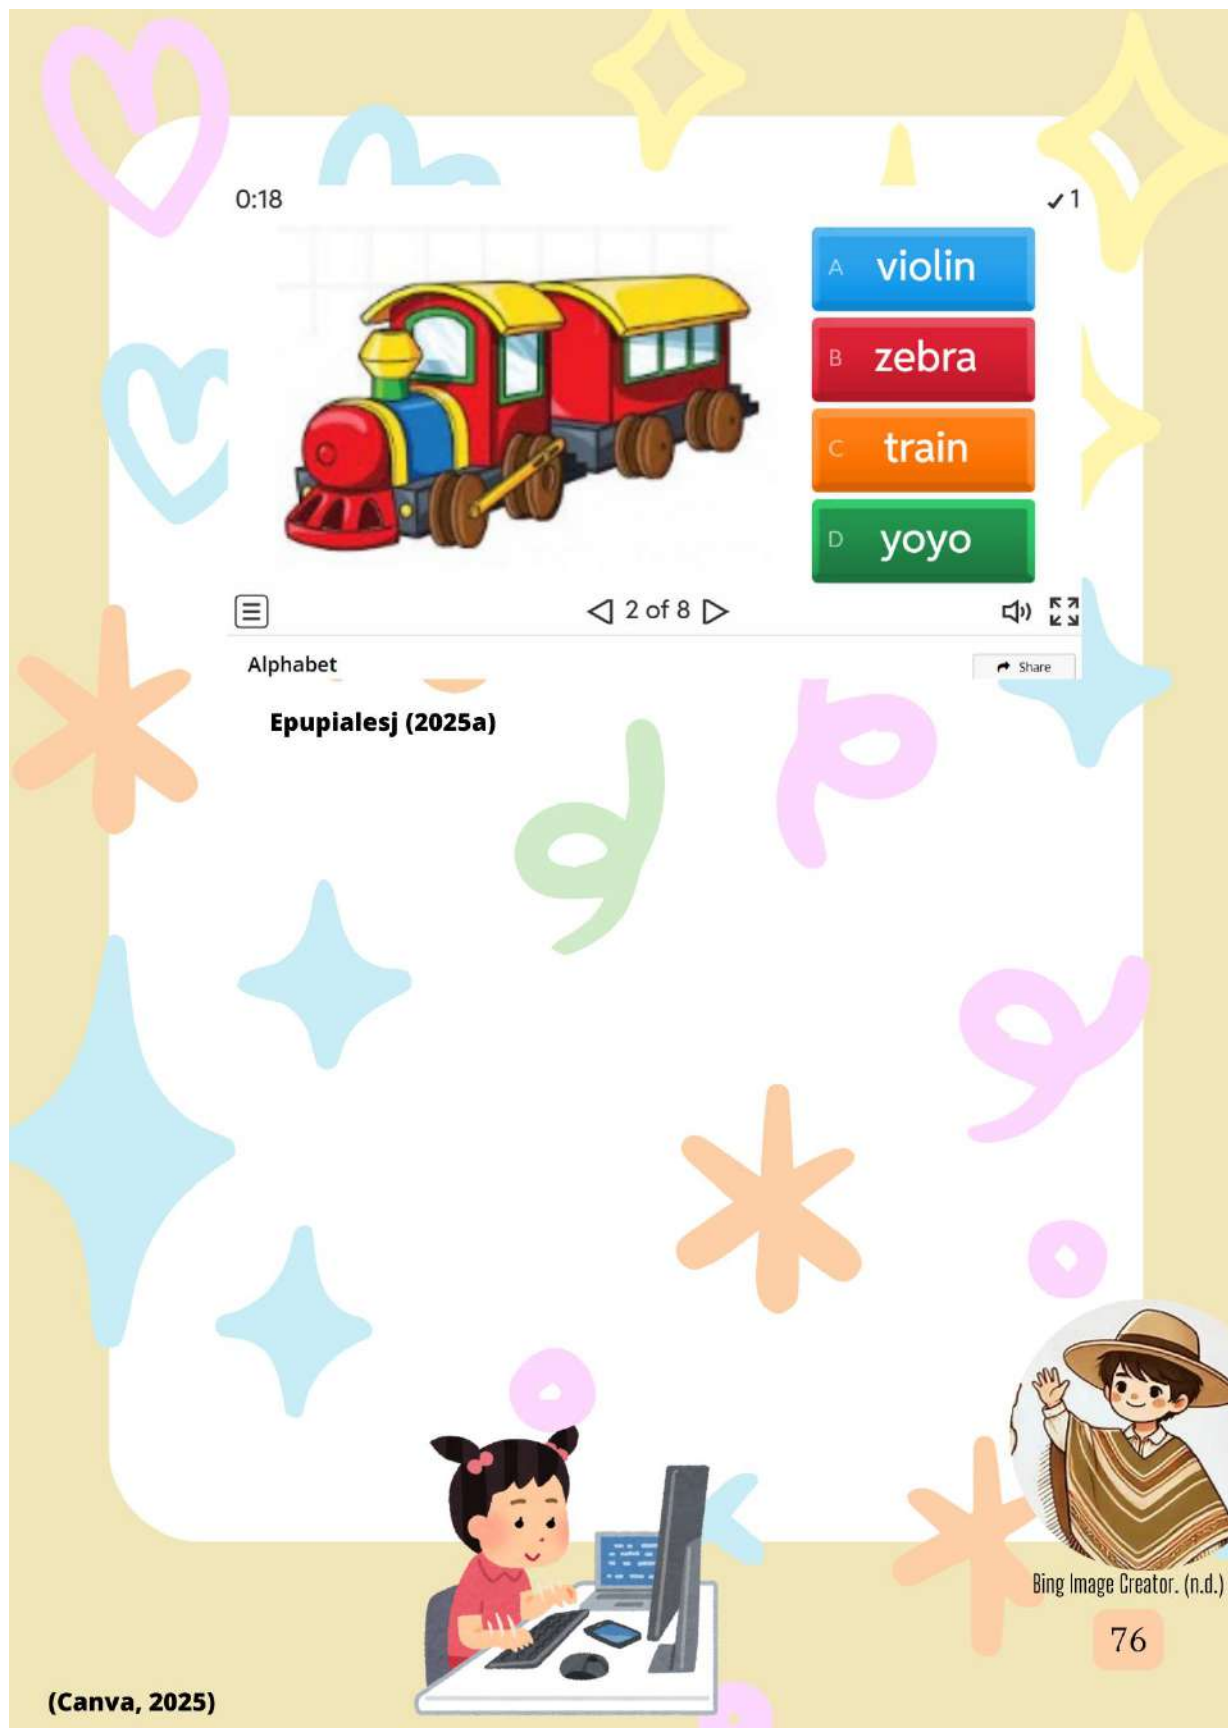 0:18 ✓1
A violin
B zebra
C train
D yoyo
2 of 8
Alphabet
Share
Epupialesj (2025a)
Bing Image Creator. (n.d.)
76
(Canva, 2025)